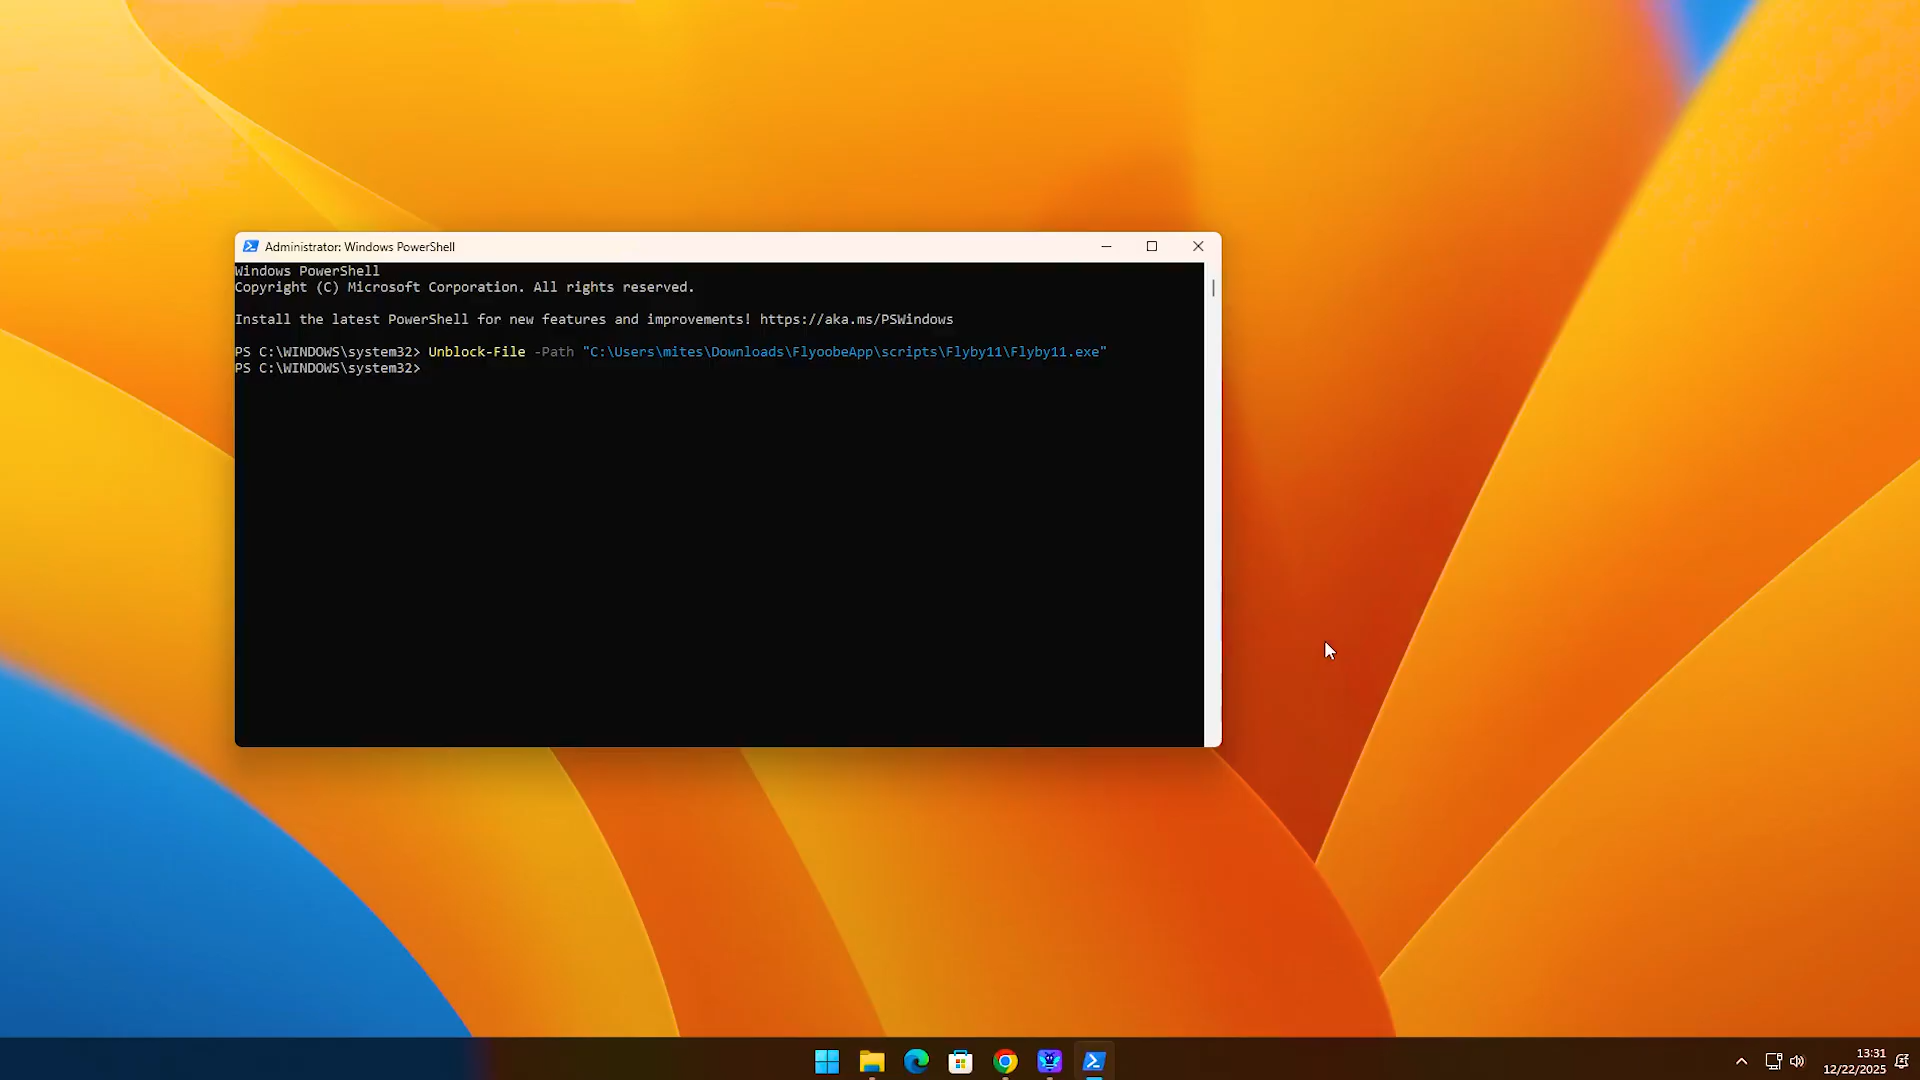 Administrator: Windows PowerShell
Windows PowerShell
Copyright (C) Microsoft Corporation. All rights reserved.
Install the latest PowerShell for new features and improvements! https://aka.ms/PSWindows
PS C:\WINDOWS\system32> Unblock-File -Path "C:\Users\mites\Downloads\FlyoobeApp\scripts\Flyby11\Flyby11.exe"
PS C:\WINDOWS\system32>
13:31
12/22/2025